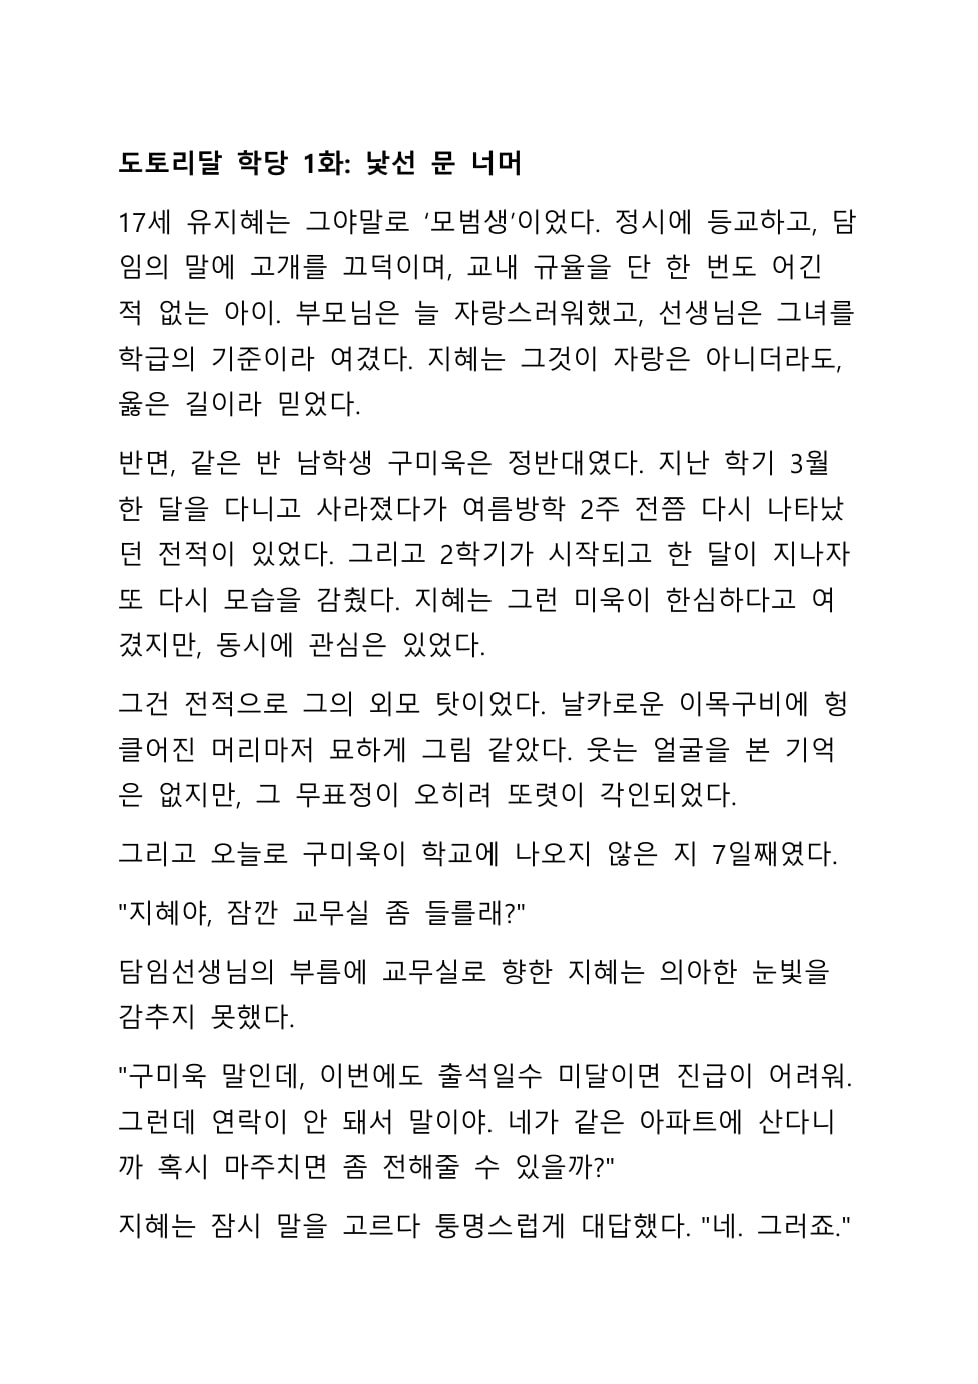 도토리달 학당 1화: 낯선 문 너머
17세 유지혜는 그야말로 ‘모범생’이었다. 정시에 등교하고, 담
임의 말에 고개를 끄덕이며, 교내 규율을 단 한 번도 어긴
적 없는 아이. 부모님은 늘 자랑스러워했고, 선생님은 그녀를
학급의 기준이라 여겼다. 지혜는 그것이 자랑은 아니더라도,
옳은 길이라 믿었다.
반면, 같은 반 남학생 구미욱은 정반대였다. 지난 학기 3월
한 달을 다니고 사라졌다가 여름방학 2주 전쯤 다시 나타났
던 전적이 있었다. 그리고 2학기가 시작되고 한 달이 지나자
또 다시 모습을 감췄다. 지혜는 그런 미욱이 한심하다고 여
겼지만, 동시에 관심은 있었다.
그건 전적으로 그의 외모 탓이었다. 날카로운 이목구비에 헝
클어진 머리마저 묘하게 그림 같았다. 웃는 얼굴을 본 기억
은 없지만, 그 무표정이 오히려 또렷이 각인되었다.
그리고 오늘로 구미욱이 학교에 나오지 않은 지 7일째였다.
"지혜야, 잠깐 교무실 좀 들를래?"
담임선생님의 부름에 교무실로 향한 지혜는 의아한 눈빛을
감추지 못했다.
"구미욱 말인데, 이번에도 출석일수 미달이면 진급이 어려워.
그런데 연락이 안 돼서 말이야. 네가 같은 아파트에 산다니
까 혹시 마주치면 좀 전해줄 수 있을까?"
지혜는 잠시 말을 고르다 퉁명스럽게 대답했다. "네. 그러죠."